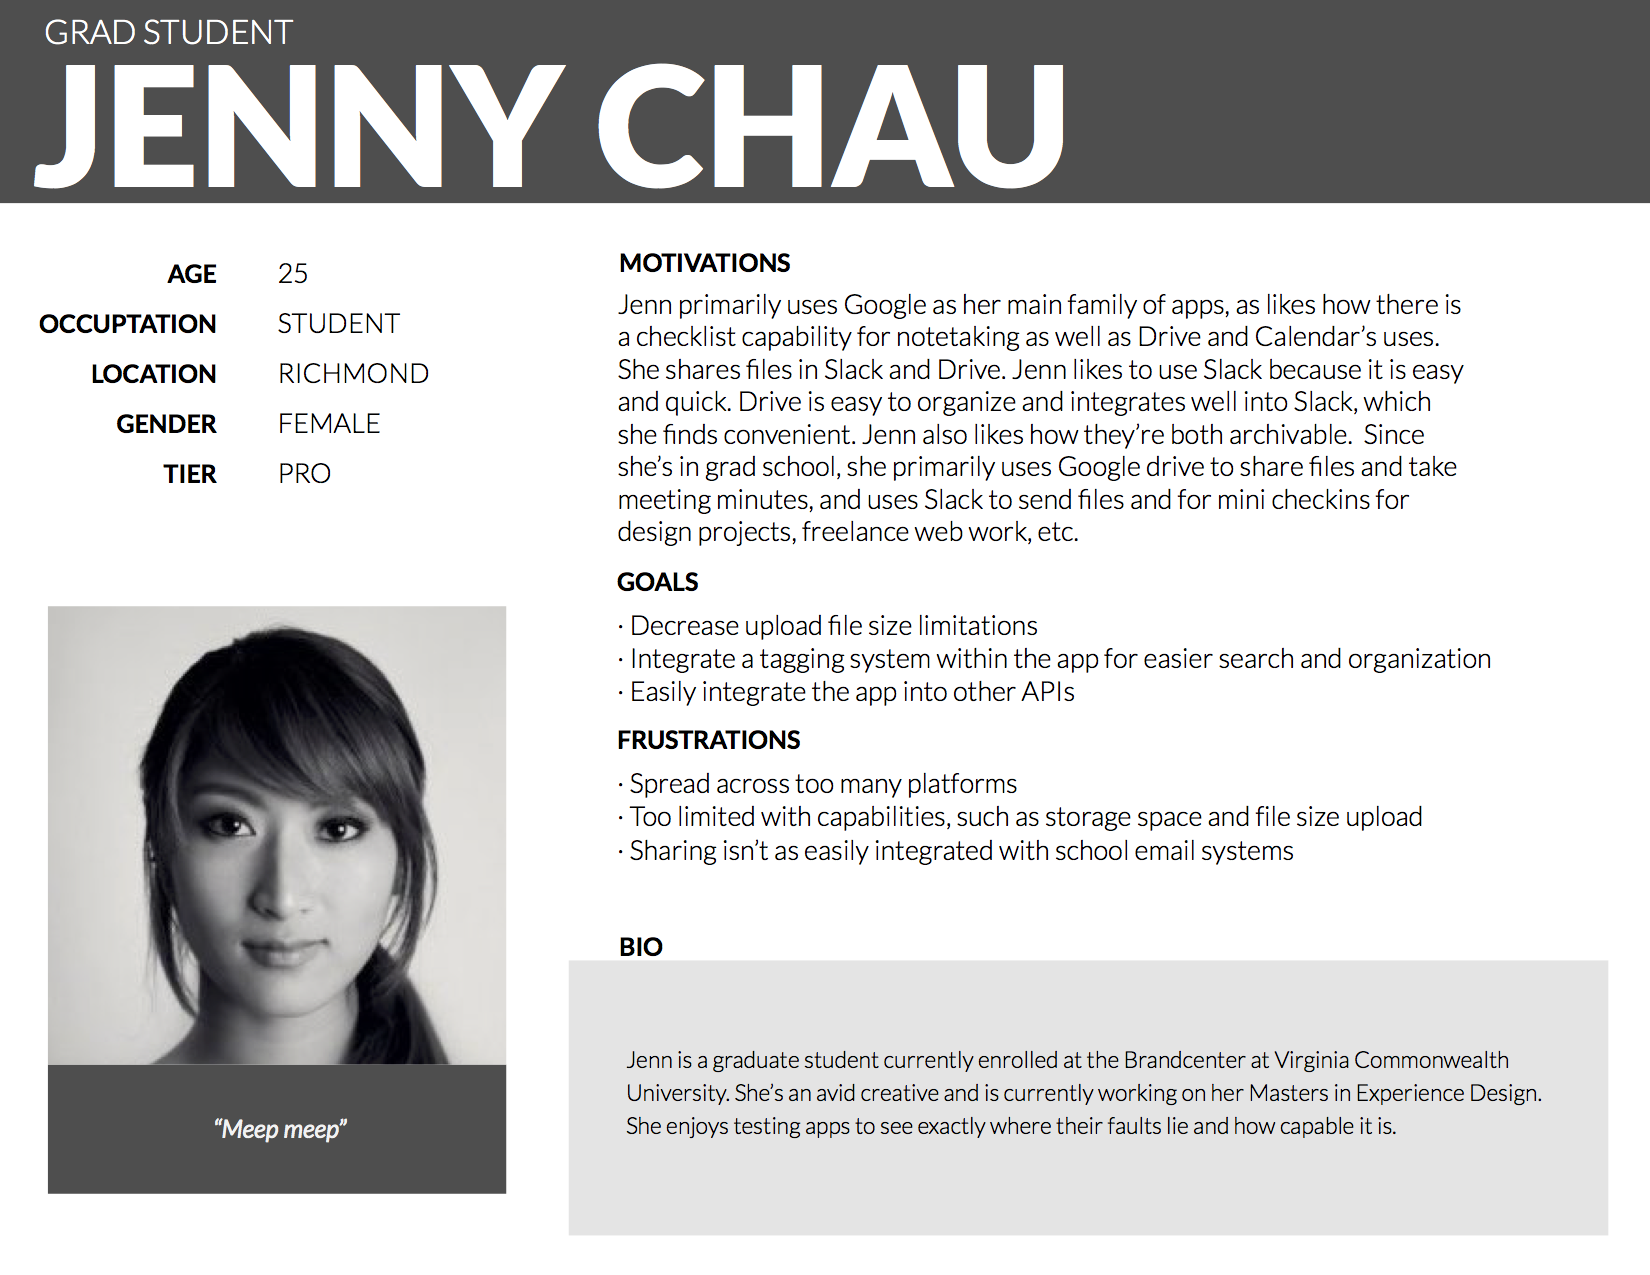 GRAD STUDENT
JENNY CHAU
AGE 25
OCCUPTATION STUDENT
LOCATION RICHMOND
GENDER FEMALE
TIER PRO
“Meep meep”
MOTIVATIONS
Jenn primarily uses Google as her main family of apps, as likes how there is
a checklist capability for notetaking as well as Drive and Calendar’s uses.
She shares files in Slack and Drive. Jenn likes to use Slack because it is easy
and quick. Drive is easy to organize and integrates well into Slack, which
she finds convenient. Jenn also likes how they’re both archivable.  Since
she’s in grad school, she primarily uses Google drive to share files and take
meeting minutes, and uses Slack to send files and for mini checkins for
design projects, freelance web work, etc.
GOALS
· Decrease upload file size limitations
· Integrate a tagging system within the app for easier search and organization
· Easily integrate the app into other APIs
FRUSTRATIONS
· Spread across too many platforms
· Too limited with capabilities, such as storage space and file size upload
· Sharing isn’t as easily integrated with school email systems
BIO
Jenn is a graduate student currently enrolled at the Brandcenter at Virginia Commonwealth
University. She’s an avid creative and is currently working on her Masters in Experience Design.
She enjoys testing apps to see exactly where their faults lie and how capable it is.